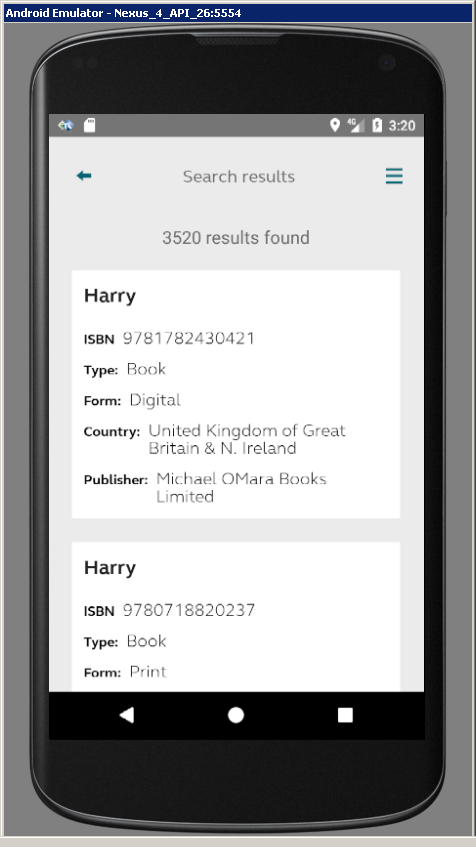 Android Emulator - Nexus_4_API_26:5554
4G 3:20
Search results
3520 results found
Harry
ISBN 9781782430421
Type: Book
Form: Digital
Country: United Kingdom of Great
Britain & N. Ireland
Publisher: Michael OMara Books
Limited
Harry
ISBN 9780718820237
Type: Book
Form: Print